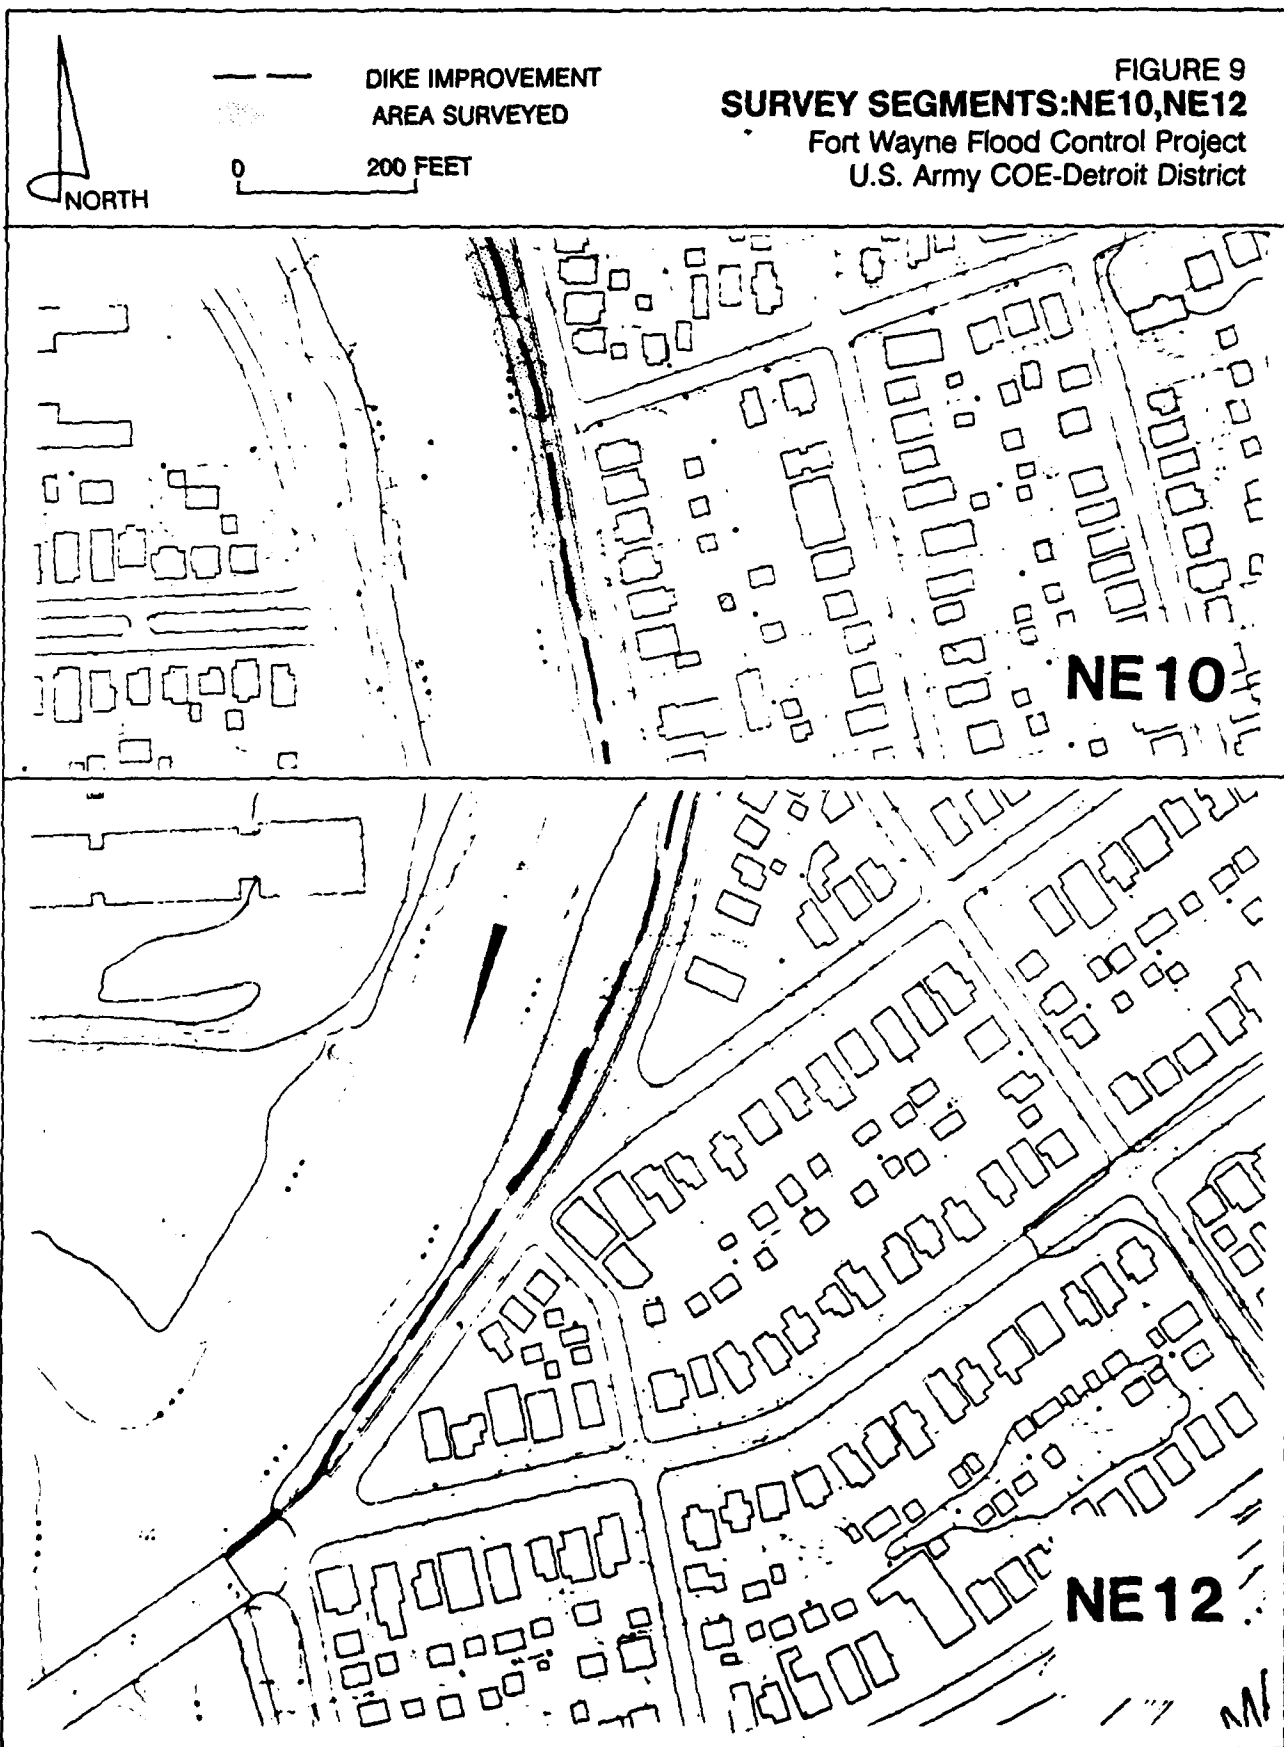 NORTH
DIKE IMPROVEMENT
AREA SURVEYED
0 200 FEET
FIGURE 9
SURVEY SEGMENTS:NE10,NE12
Fort Wayne Flood Control Project
U.S. Army COE-Detroit District
NE10
NE12